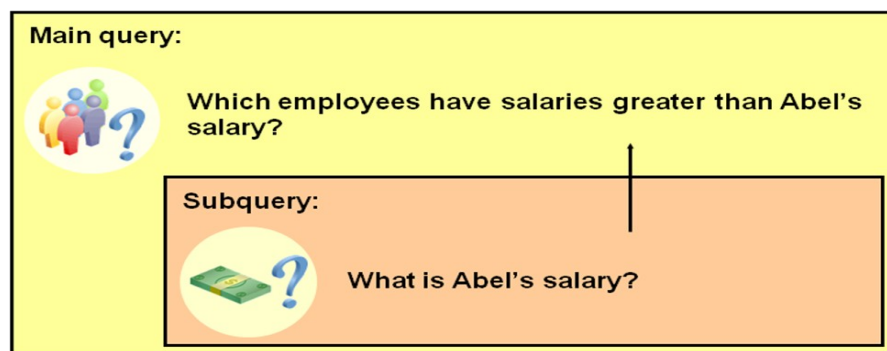 Main query:
Which employees have salaries greater than Abel's
salary?
Subquery:
What is Abel's salary?